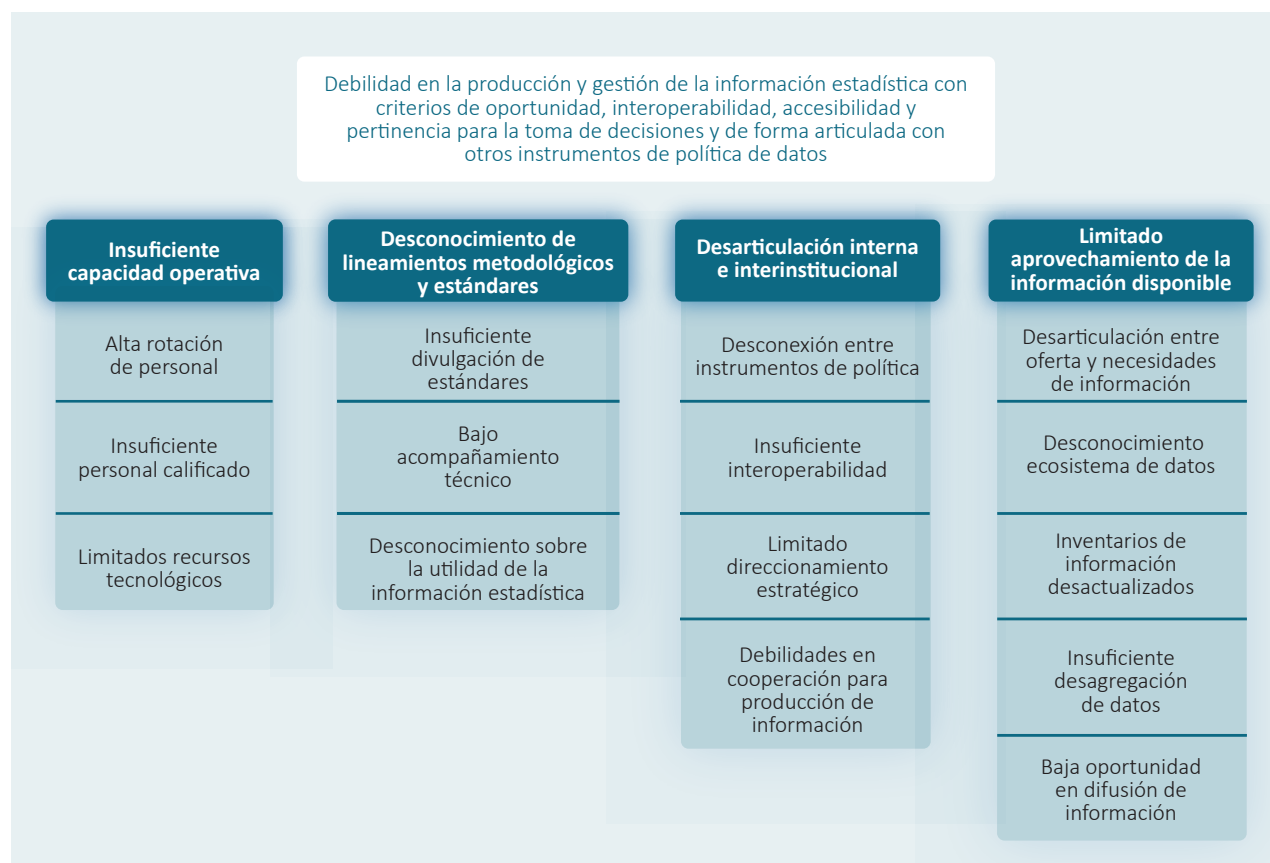 Debilidad en la producción y gestión de la información estadística con
criterios de oportunidad, interoperabilidad, accesibilidad y
pertinencia para la toma de decisiones y de forma articulada con
otros instrumentos de política de datos
Insuficiente
capacidad operativa
Alta rotación
de personal
Insuficiente
personal calificado
Limitados recursos
tecnológicos
Desconocimiento de
lineamientos metodológicos
y estándares
Insuficiente
divulgación de
estándares
Bajo
acompañamiento
técnico
Desconocimiento sobre
la utilidad de la
información estadística
Desarticulación interna
e interinstitucional
Desconexión entre
instrumentos de política
Insuficiente
interoperabilidad
Limitado
direccionamiento
estratégico
Debilidades en
cooperación para
producción de
información
Limitado
aprovechamiento de la
información disponible
Desarticulación entre
oferta y necesidades
de información
Desconocimiento
ecosistema de datos
Inventarios de
información
desactualizados
Insuficiente
desagregación
de datos
Baja oportunidad
en difusión de
información